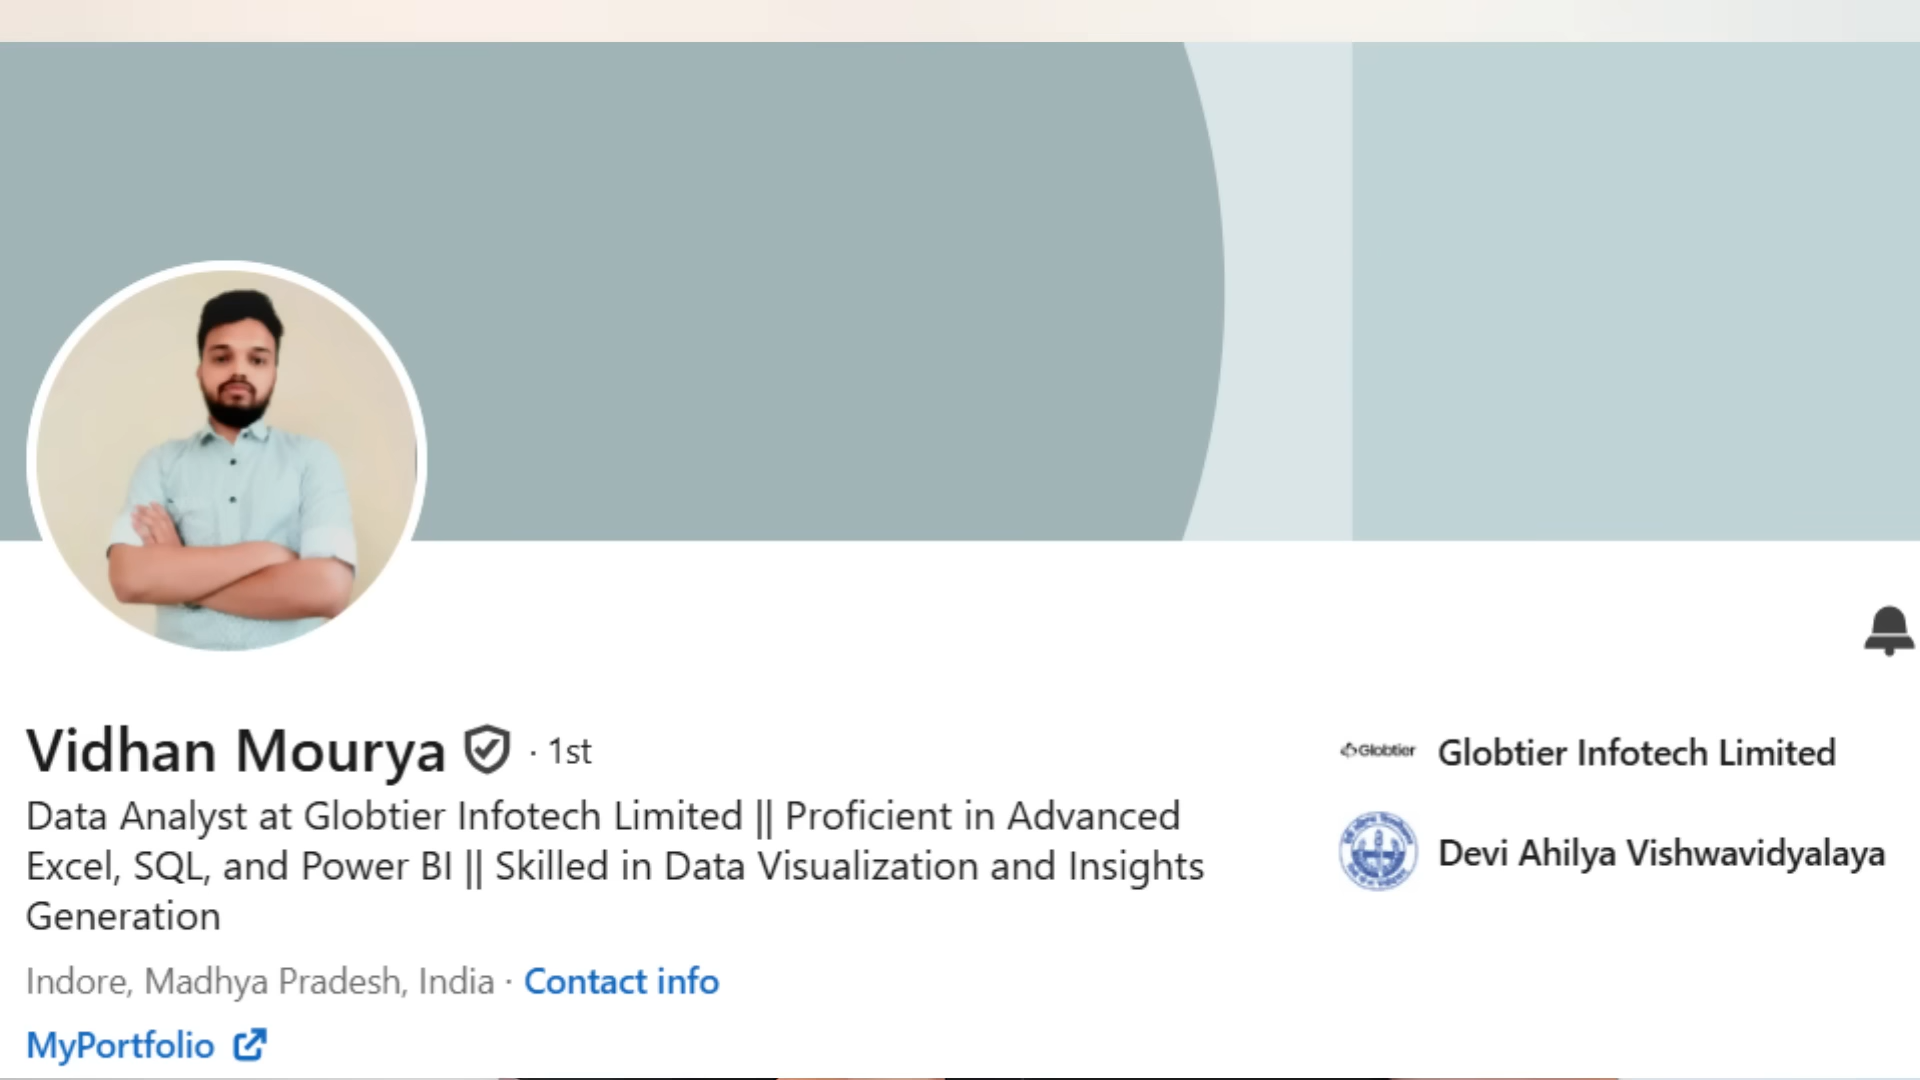 Vidhan Mourya · 1st
Data Analyst at Globtier Infotech Limited || Proficient in Advanced
Excel, SQL, and Power BI || Skilled in Data Visualization and Insights
Generation
Indore, Madhya Pradesh, India · Contact info
MyPortfolio
Globtier
Globtier Infotech Limited
Devi Ahilya Vishwavidyalaya